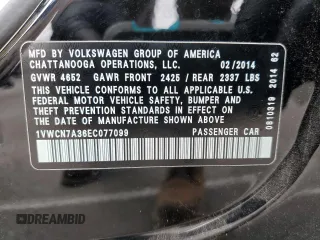 MFD BY VOLKSWAGEN GROUP OF AMERICA
CHATTANOOGA OPERATIONS, LLC. 02/2014
GVWR 4652 GAWR FRONT 2425 / REAR 2337 LBS
THIS VEHICLE CONFORMS TO ALL APPLICABLE
FEDERAL MOTOR VEHICLE SAFETY, BUMPER AND
THEFT PREVENTION STANDARDS IN EFFECT ON
THE DATE OF MANUFACTURE SHOWN ABOVE.
1VWCN7A36EC077099 PASSENGER CAR
0810319 2014 62
DREAMBID